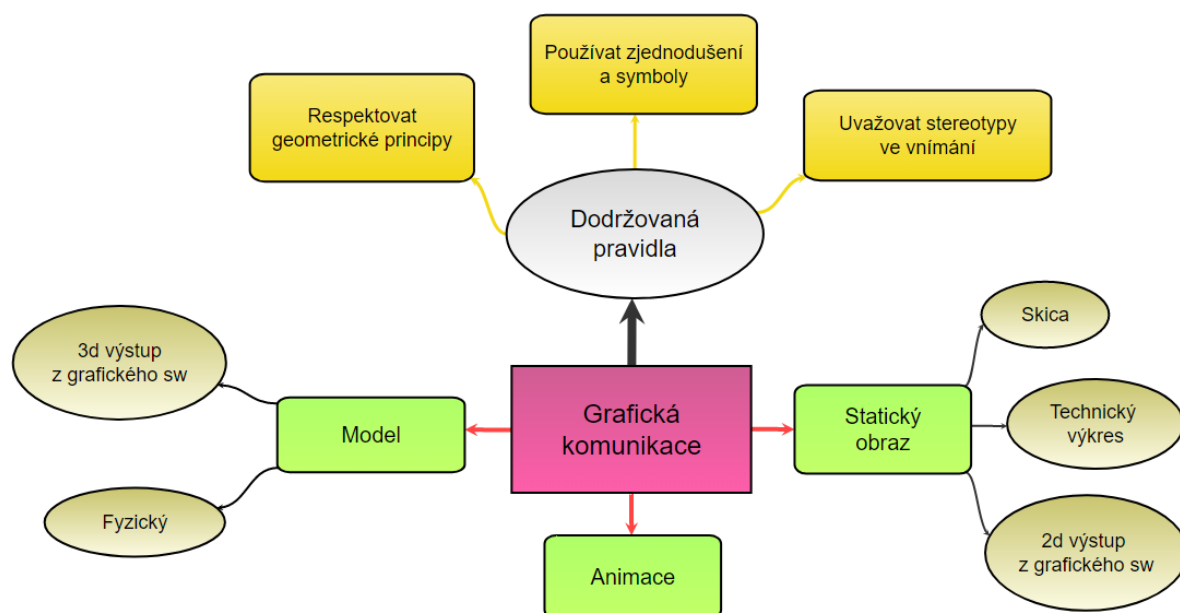 Používat zjednodušení
a symboly
Respektovat
geometrické principy
Uvažovat stereotypy
ve vnímání
Dodržovaná
pravidla
Skica
3d výstup
z grafického sw
Grafická
komunikace
Statický
obraz
Technický
výkres
Model
Fyzický
2d výstup
z grafického sw
Animace